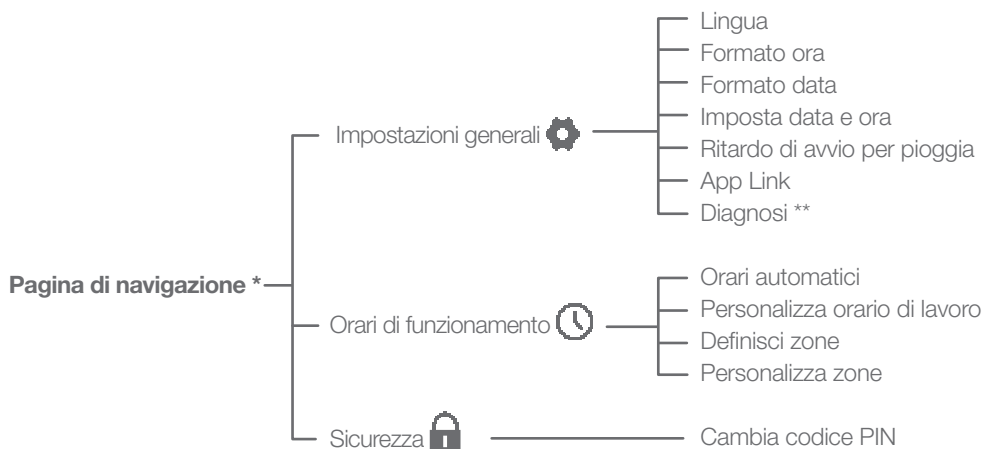 Pagina di navigazione *
Impostazioni generali
Lingua
Formato ora
Formato data
Imposta data e ora
Ritardo di avvio per pioggia
App Link
Diagnosi **
Orari di funzionamento
Orari automatici
Personalizza orario di lavoro
Definisci zone
Personalizza zone
Sicurezza
Cambia codice PIN